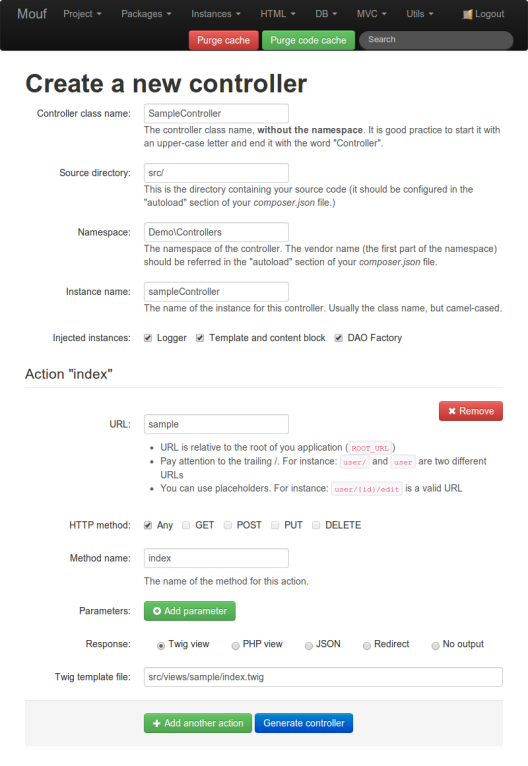 Mouf Project Packages Instances HTML DB MVC Utils Logout
Purge cache Purge code cache Search
Create a new controller
Controller class name: SampleController
The controller class name, without the namespace. It is good practice to start it with
an upper-case letter and end it with the word "Controller".
Source directory: src/
This is the directory containing your source code (it should be configured in the
"autoload" section of your composer.json file.)
Namespace: Demo\Controllers
The namespace of the controller. The vendor name (the first part of the namespace)
should be referred in the "autoload" section of your composer.json file.
Instance name: sampleController
The name of the instance for this controller. Usually the class name, but camel-cased.
Injected instances: Logger Template and content block DAO Factory
Action "index"
Remove
URL: sample
• URL is relative to the root of you application ( ROOT_URL )
• Pay attention to the trailing /. For instance: user/ and user are two different
URLs
• You can use placeholders. For instance: user/{id}/edit is a valid URL
HTTP method: Any GET POST PUT DELETE
Method name: index
The name of the method for this action.
Parameters: Add parameter
Response: Twig view PHP view JSON Redirect No output
Twig template file: src/views/sample/index.twig
Add another action Generate controller